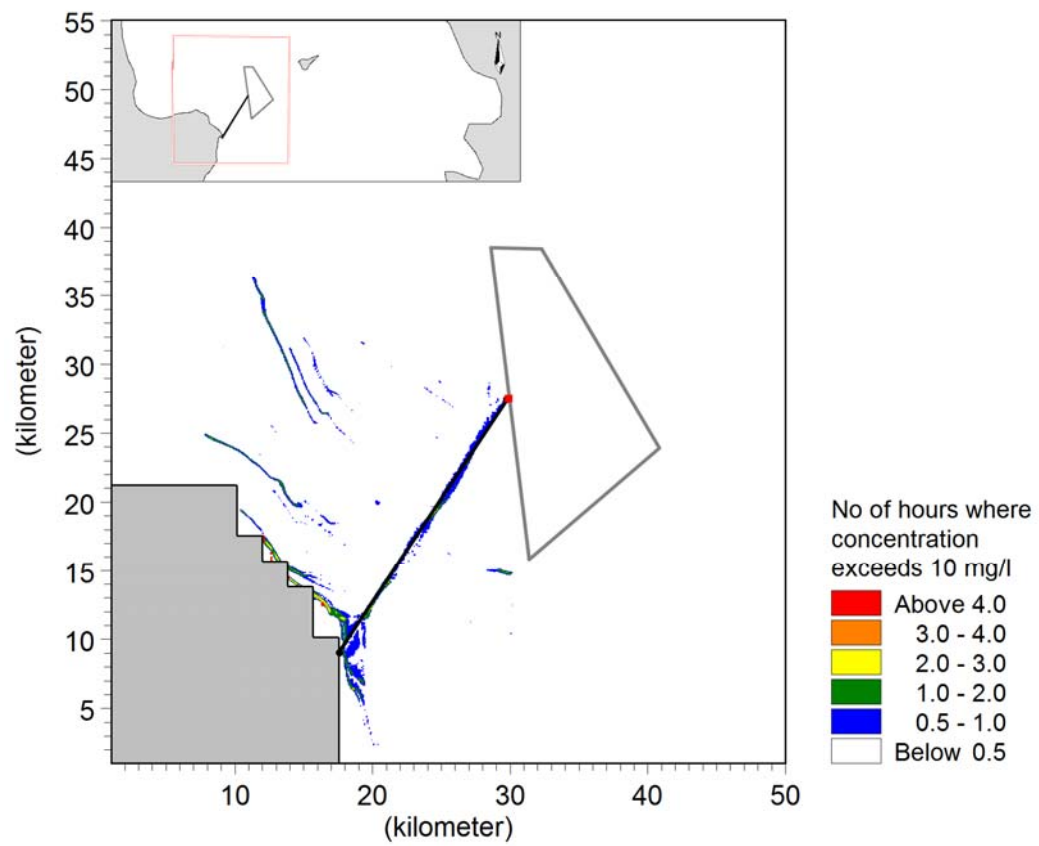 55
50
45
40
35
30
25
20
15
10
5
(kilometer)
N
10
20
30
40
50
(kilometer)
No of hours where
concentration
exceeds 10 mg/l
Above 4.0
3.0 - 4.0
2.0 - 3.0
1.0 - 2.0
0.5 - 1.0
Below 0.5